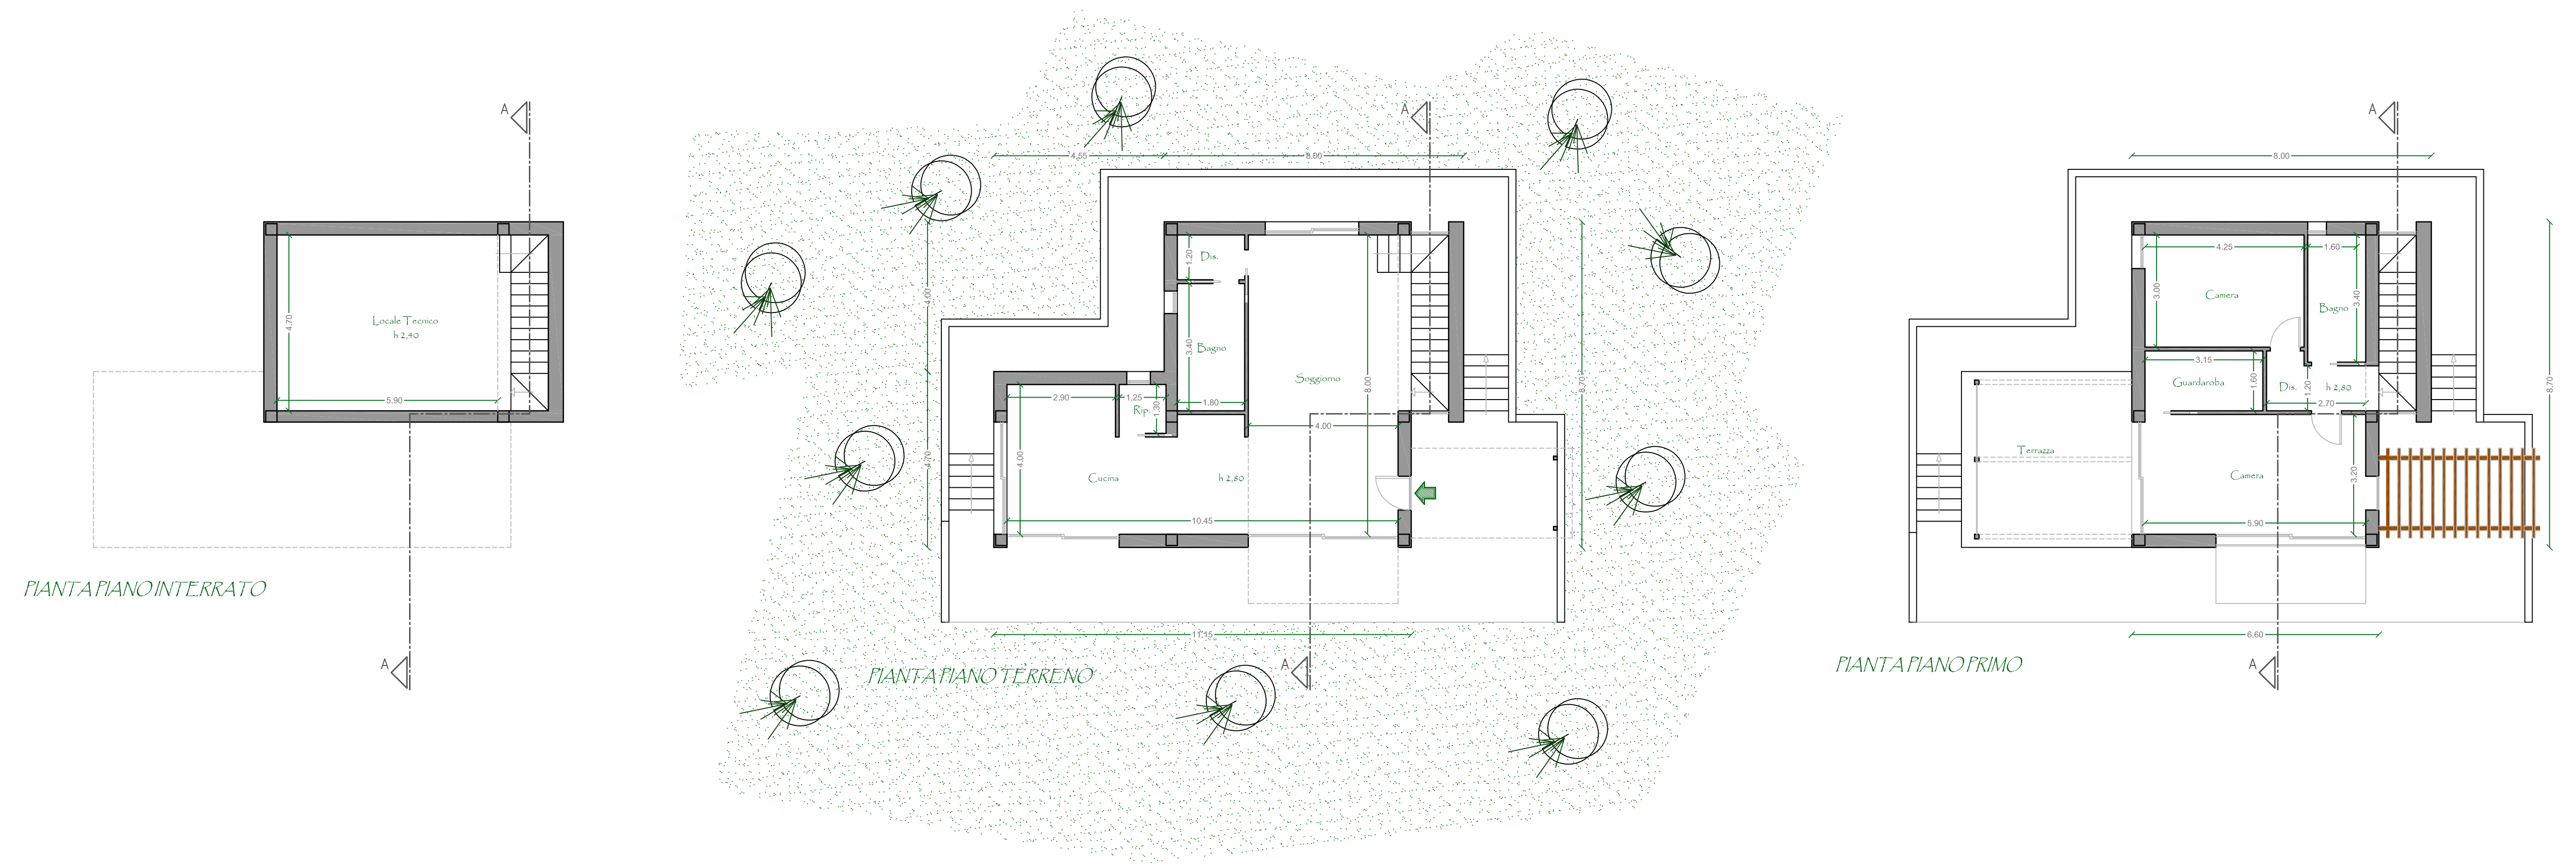 A
4.70
Locale Tecnico
h 2,40
5.90
PIANTA PIANO INTERRATO
A
A
4.55
8.00
4.00
1.20
Dis.
3.40
Bagno
Soggiorno
8.00
8.70
2.90
1.25
Rip.
1.30
1.80
4.00
4.70
4.00
Cucina
h 2,80
10.45
11.15
PIANTA PIANO TERRENO
A
A
8.00
4.25
1.60
3.00
Camera
3.40
Bagno
3.15
Guardaroba
1.60
Dis.
1.20
h 2,80
2.70
8.70
Terrazza
Camera
3.20
5.90
6.60
PIANTA PIANO PRIMO
A